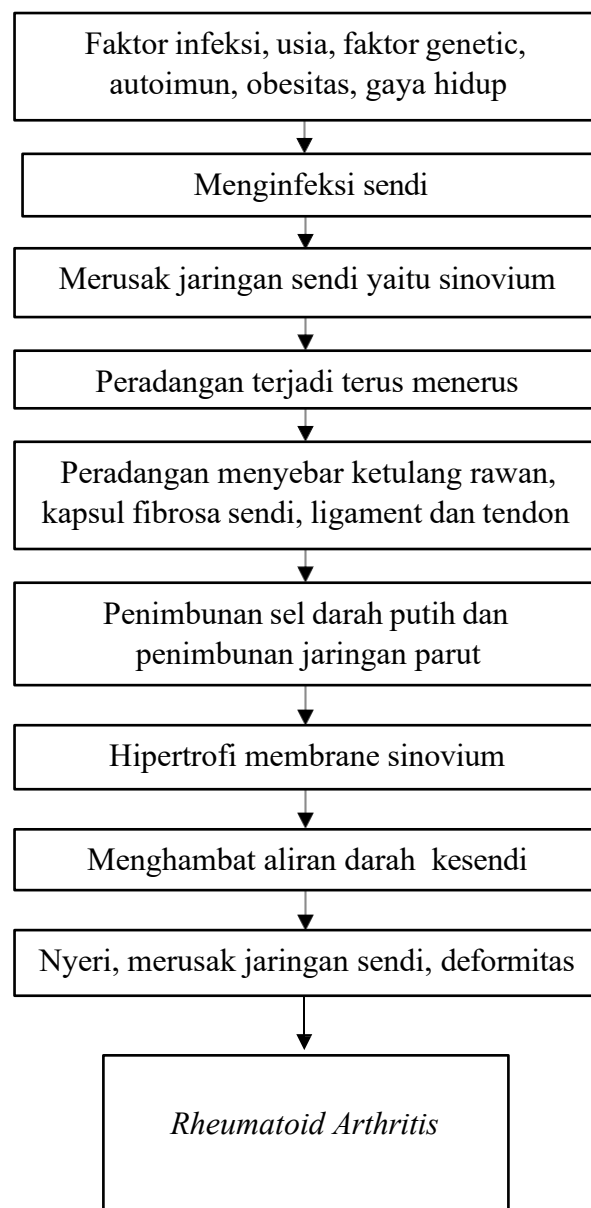 Faktor infeksi, usia, faktor genetic,
autoimun, obesitas, gaya hidup
Menginfeksi sendi
Merusak jaringan sendi yaitu sinovium
Peradangan terjadi terus menerus
Peradangan menyebar ketulang rawan,
kapsul fibrosa sendi, ligament dan tendon
Penimbunan sel darah putih dan
penimbunan jaringan parut
Hipertrofi membrane sinovium
Menghambat aliran darah kesendi
Nyeri, merusak jaringan sendi, deformitas
Rheumatoid Arthritis